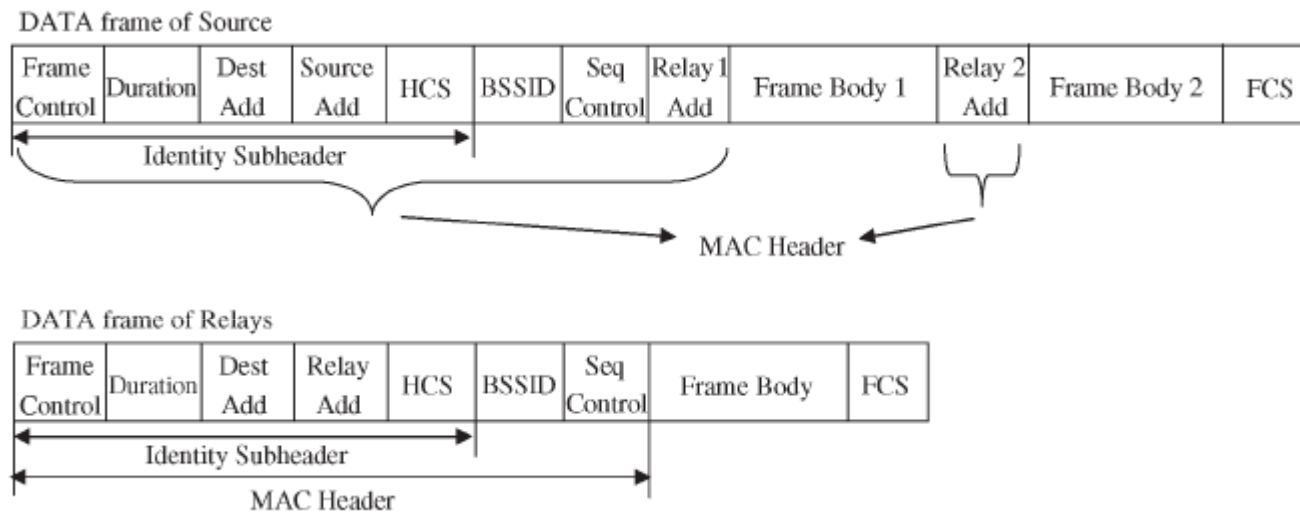 DATA frame of Source
Frame Control Duration Dest Add Source Add HCS BSSID Seq Control Relay 1 Add Frame Body 1 Relay 2 Add Frame Body 2 FCS
Identity Subheader
MAC Header
DATA frame of Relays
Frame Control Duration Dest Add Relay Add HCS BSSID Seq Control Frame Body FCS
Identity Subheader
MAC Header